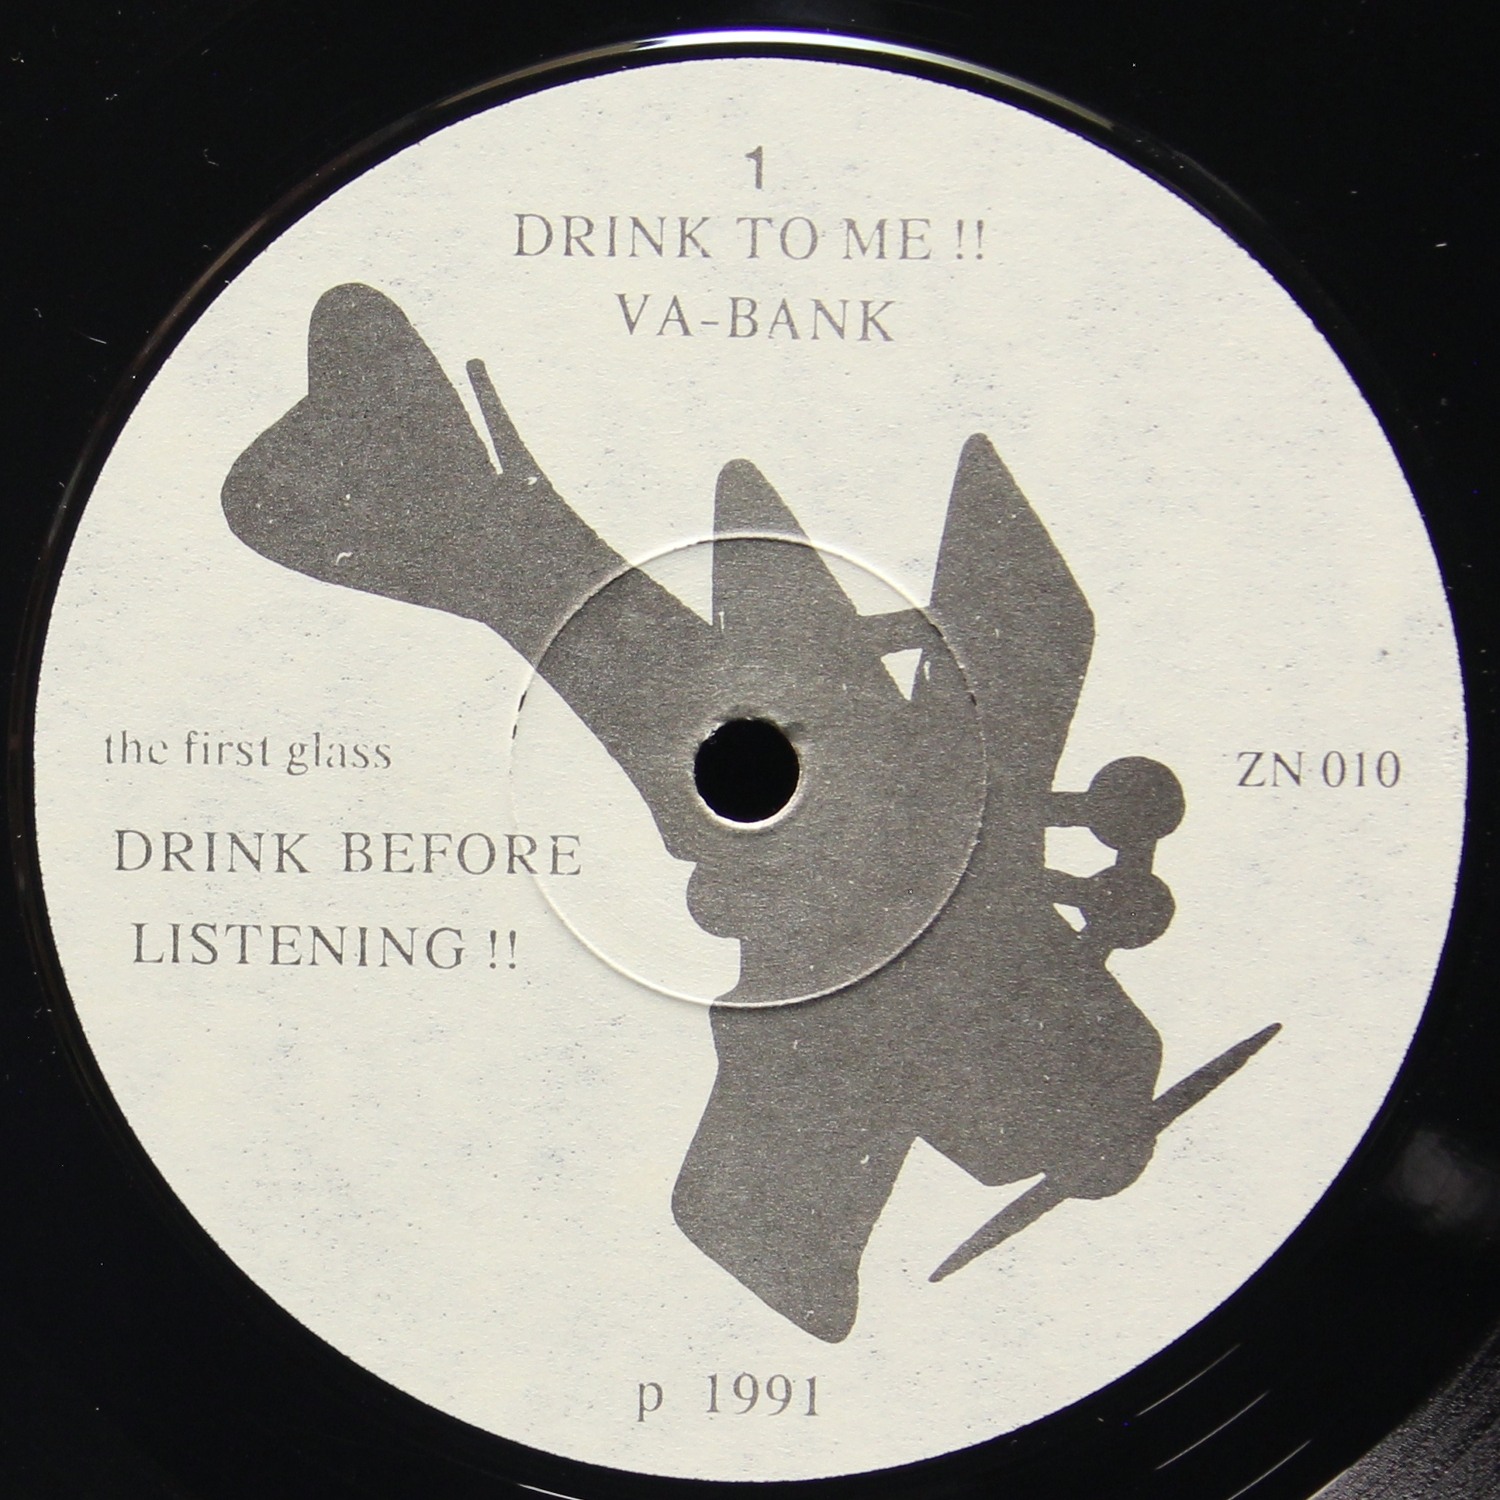 1
DRINK TO ME !!
VA-BANK
the first glass
ZN 010
DRINK BEFORE
LISTENING !!
p 1991